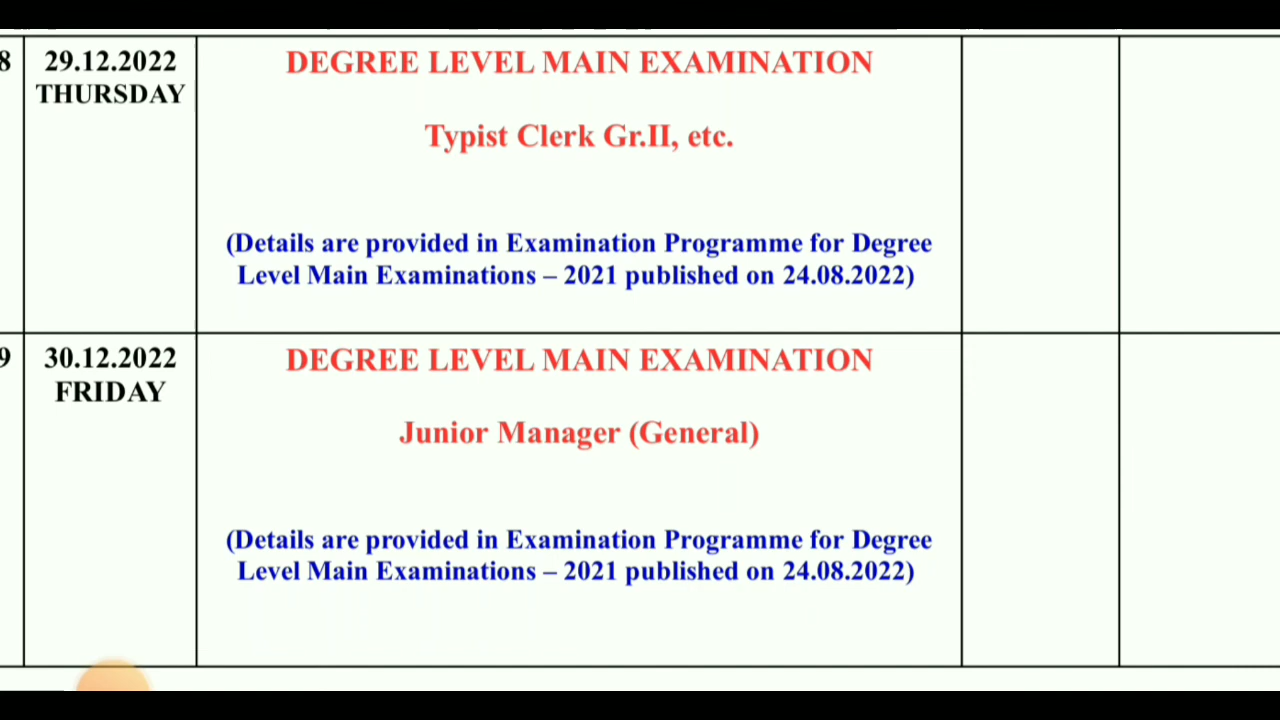 8
29.12.2022
THURSDAY
DEGREE LEVEL MAIN EXAMINATION
Typist Clerk Gr.II, etc.
(Details are provided in Examination Programme for Degree
Level Main Examinations – 2021 published on 24.08.2022)
9
30.12.2022
FRIDAY
DEGREE LEVEL MAIN EXAMINATION
Junior Manager (General)
(Details are provided in Examination Programme for Degree
Level Main Examinations – 2021 published on 24.08.2022)